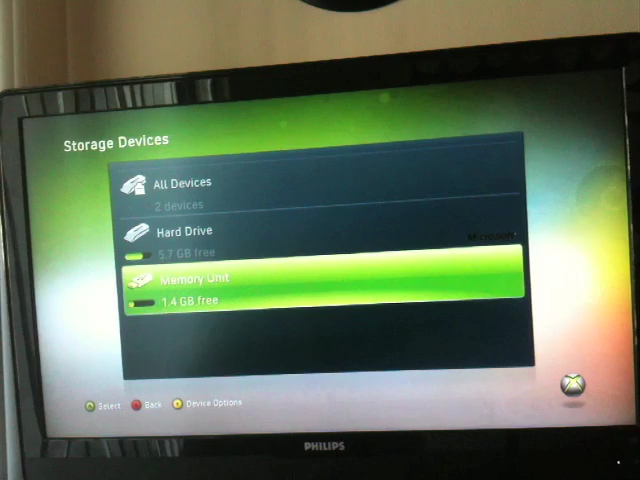 Storage Devices
All Devices
2 devices
Hard Drive
Microsoft
5.7 GB free
Memory Unit
1.4 GB free
Select Back Device Options
PHILIPS